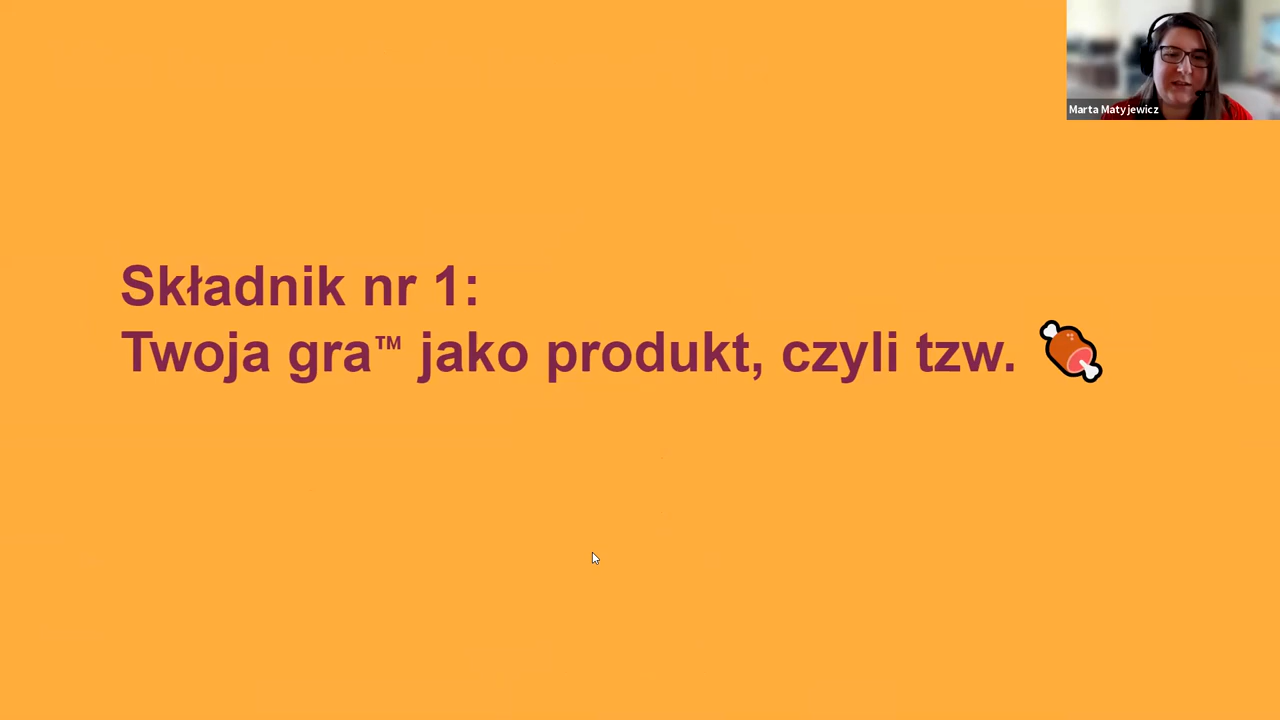 Marta Matyjewicz
Składnik nr 1:
Twoja gra™ jako produkt, czyli tzw. 🍖